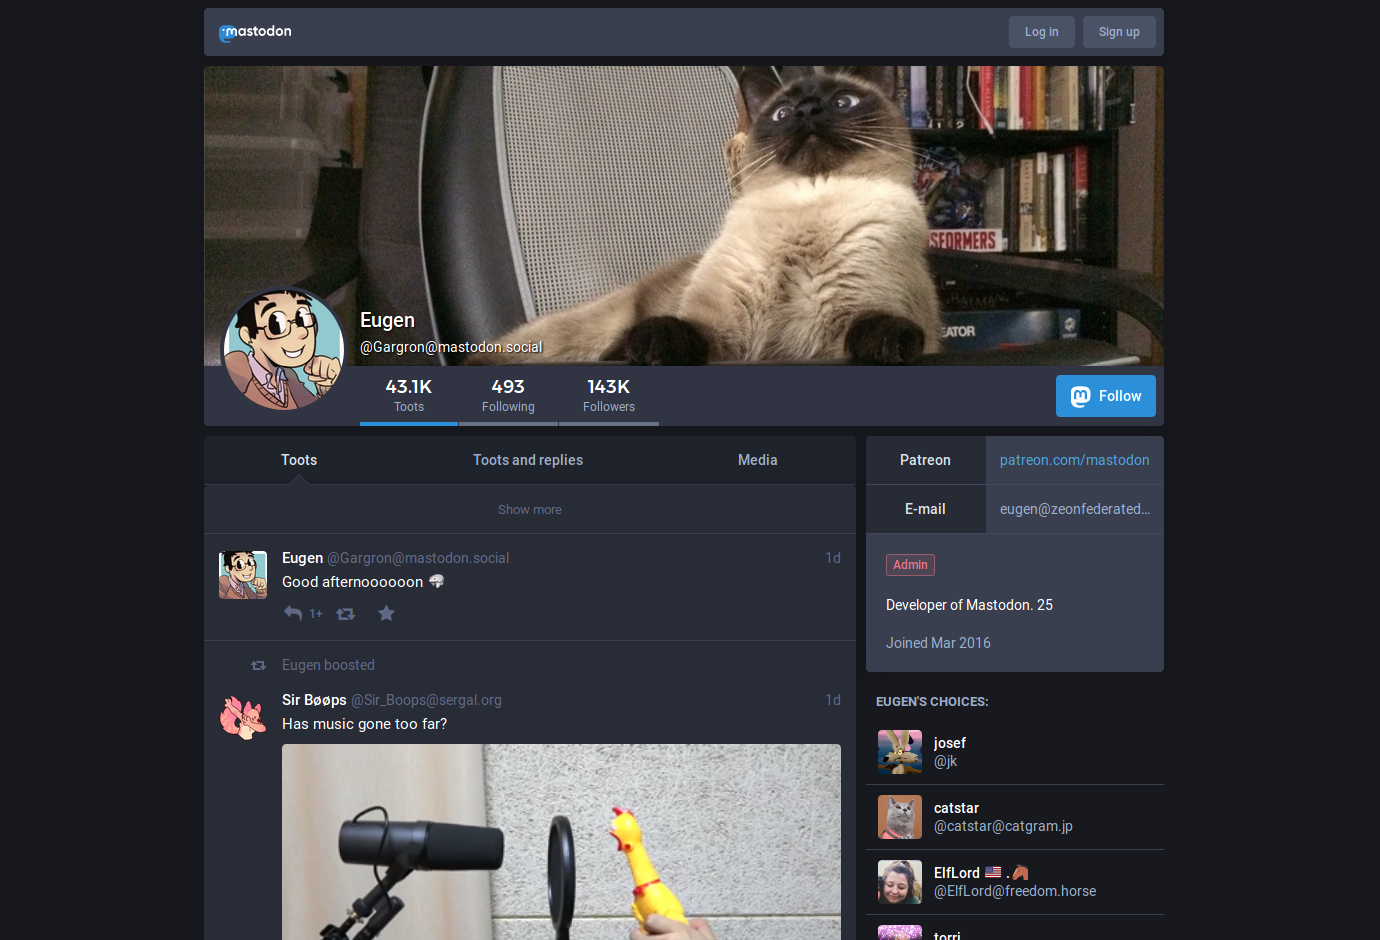 mastodon
Log in
Sign up
SFORMERS
BATMAN
EATOR
Eugen
@Gargron@mastodon.social
43.1K
Toots
493
Following
143K
Followers
Follow
Toots
Toots and replies
Media
Show more
Eugen @Gargron@mastodon.social 1d
Good afternoooooon
1+
Eugen boosted
Sir Bøøps @Sir_Boops@sergal.org 1d
Has music gone too far?
Patreon
patreon.com/mastodon
E-mail
eugen@zeonfederated…
Admin
Developer of Mastodon. 25
Joined Mar 2016
EUGEN'S CHOICES:
josef
@jk
catstar
@catstar@catgram.jp
ElfLord 🇺🇸 .🐴
@ElfLord@freedom.horse
torri